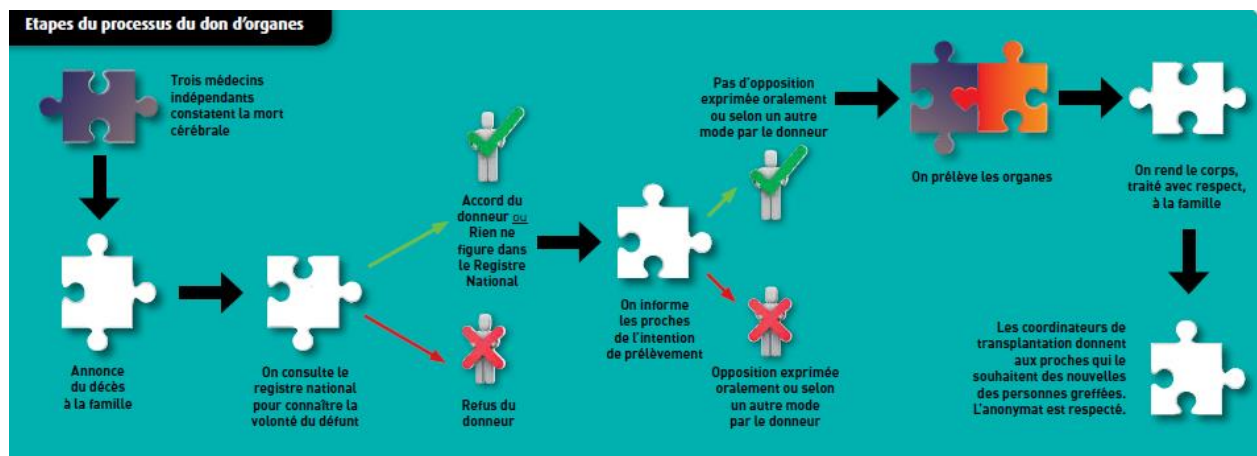 Etapes du processus du don d'organes
Trois médecins
indépendants
constatent la mort
cérébrale
Annonce
du décès
à la famille
On consulte le
registre national
pour connaître la
volonté du défunt
Accord du
donneur ou
Rien ne
figure dans
le Registre
National
Refus du
donneur
On informe
les proches
de l'intention
de prélèvement
Pas d'opposition
exprimée oralement
ou selon un autre
mode par le donneur
Opposition exprimée
oralement ou selon
un autre mode
par le donneur
On prélève les organes
On rend le corps,
traité avec respect,
à la famille
Les coordinateurs de
transplantation donnent
aux proches qui le
souhaitent des nouvelles
des personnes greffées.
L'anonymat est respecté.